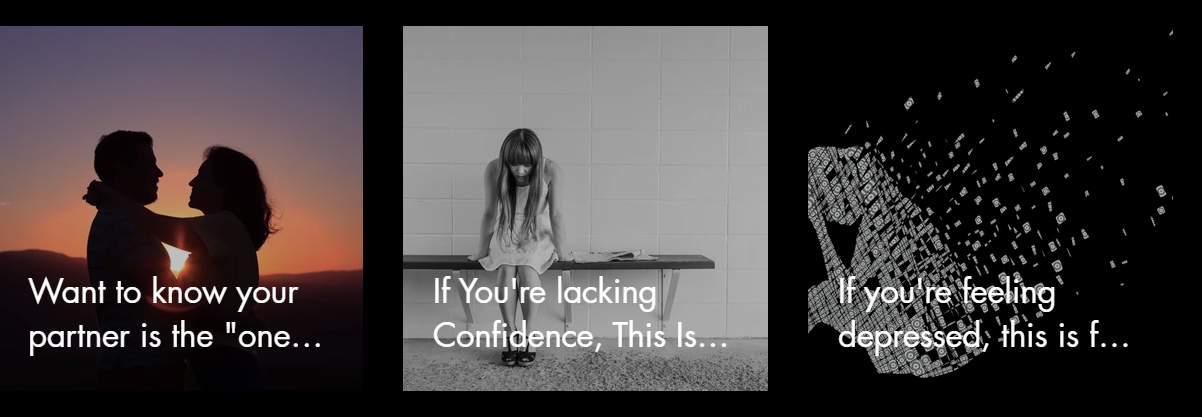 Want to know your
partner is the "one...
If You're lacking
Confidence, This Is...
If you're feeling
depressed, this is f...